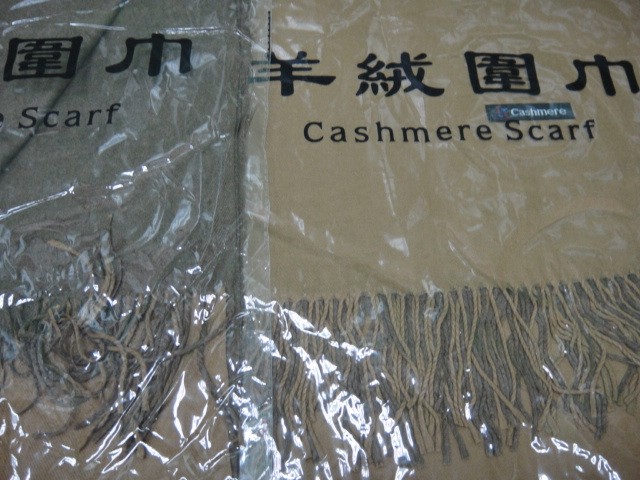 圍巾
e Scarf
羊絨圍巾
Cashmere
Cashmere Scarf